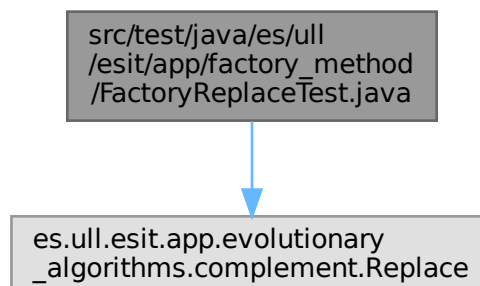 src/test/java/es/ull
/esit/app/factory_method
/FactoryReplaceTest.java
es.ull.esit.app.evolutionary
_algorithms.complement.Replace